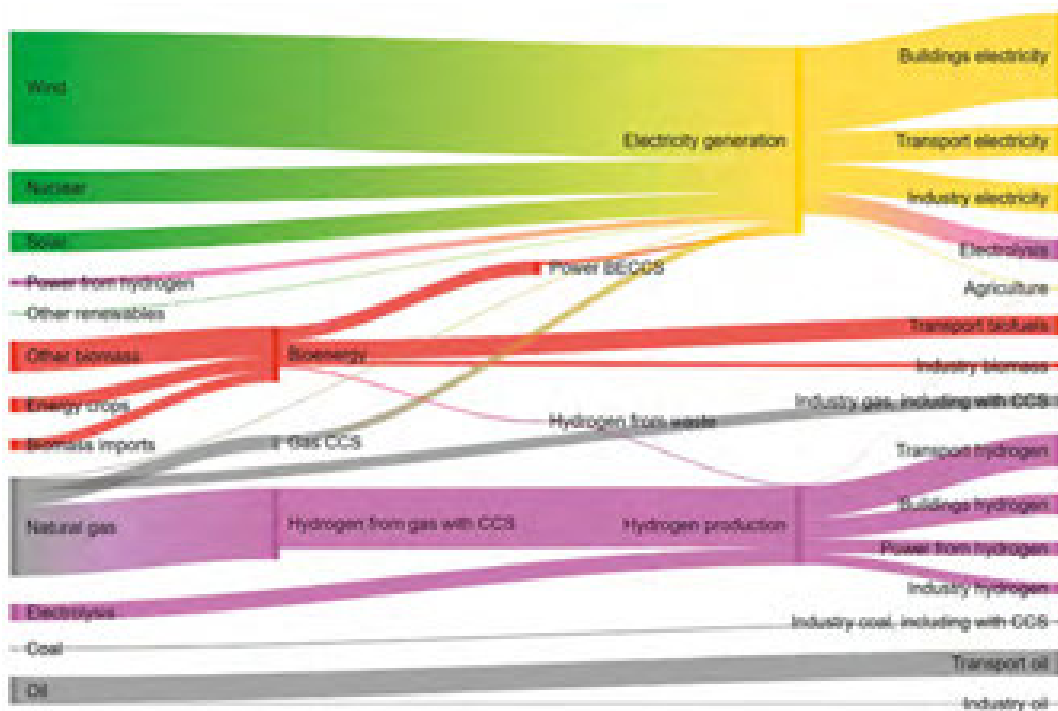 Wind
Nuclear
Solar
Power from hydrogen
Other renewables
Other biomass
Energy crops
Biomass imports
Natural gas
Electrolysis
Coal
Oil
Bioenergy
Gas CCS
Hydrogen from gas with CCS
Power BECCS
Hydrogen from waste
Electricity generation
Hydrogen production
Buildings electricity
Transport electricity
Industry electricity
Electrolysis
Agriculture
Transport biofuels
Industry biomass
Industry gas, including with CCS
Transport hydrogen
Buildings hydrogen
Power from hydrogen
Industry hydrogen
Industry coal, including with CCS
Transport oil
Industry oil